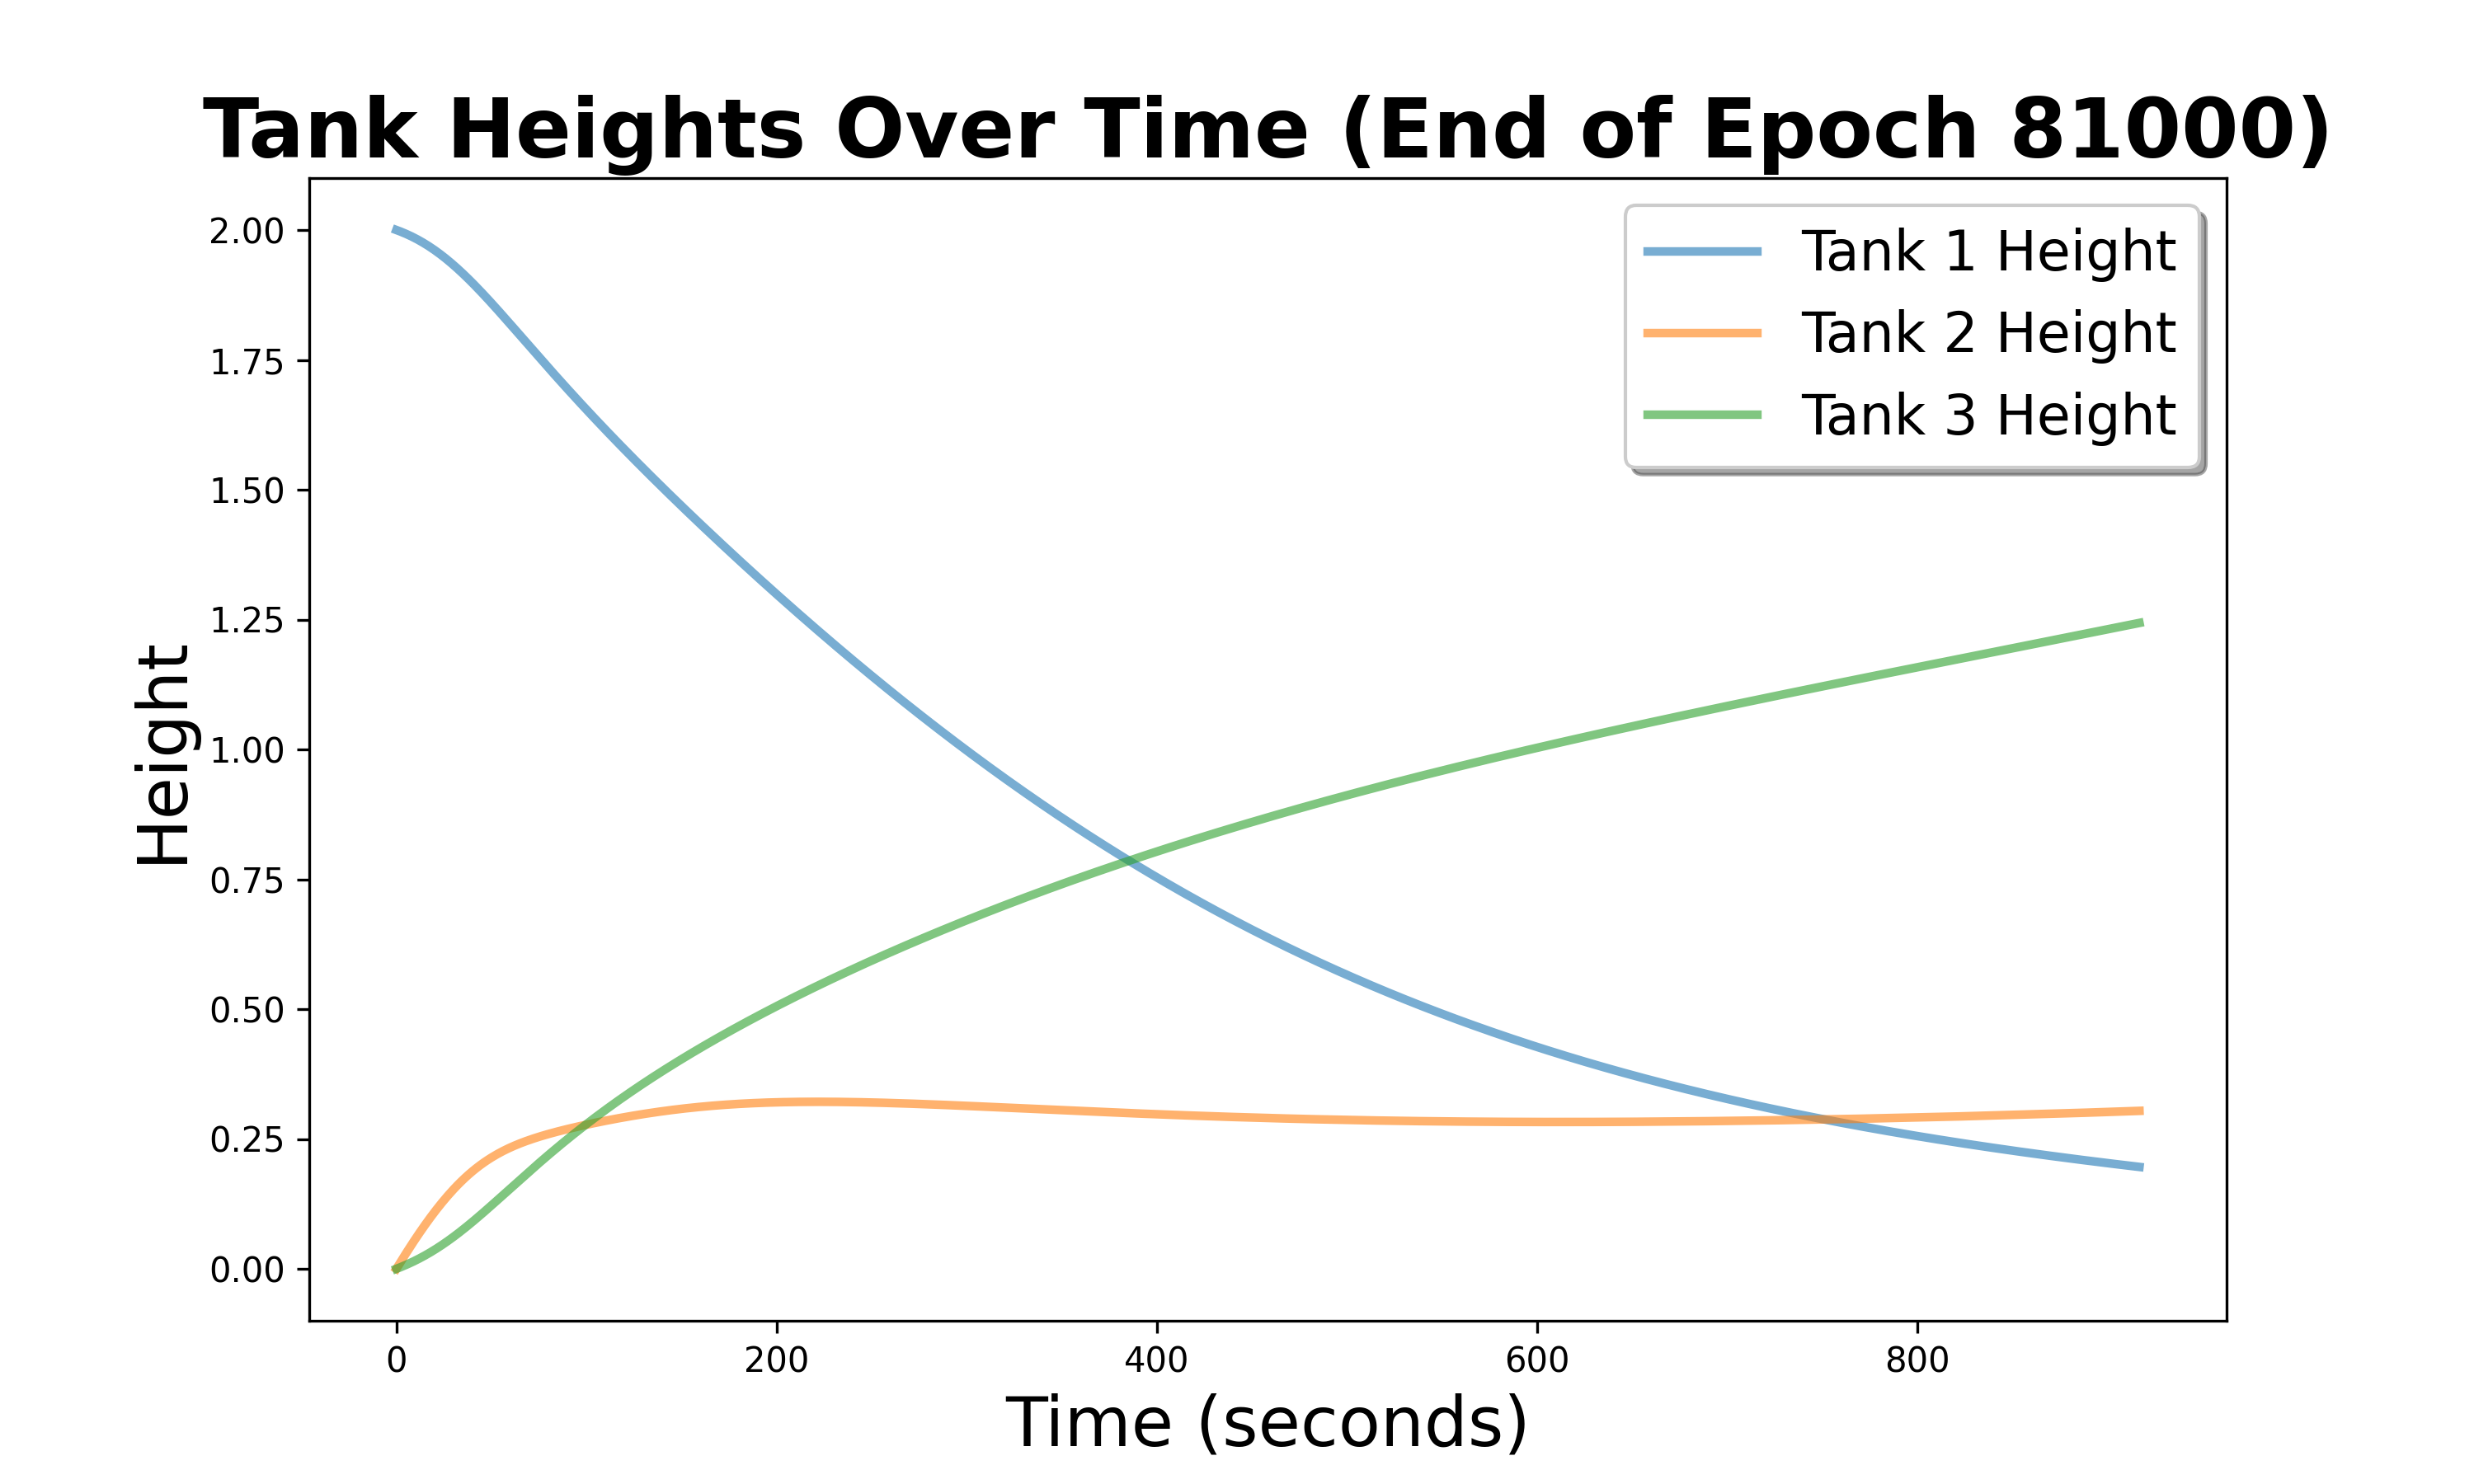 Tank Heights Over Time (End of Epoch 81000)
Tank 1 Height
Tank 2 Height
Tank 3 Height
Height
2.00
1.75
1.50
1.25
1.00
0.75
0.50
0.25
0.00
0 200 400 600 800
Time (seconds)